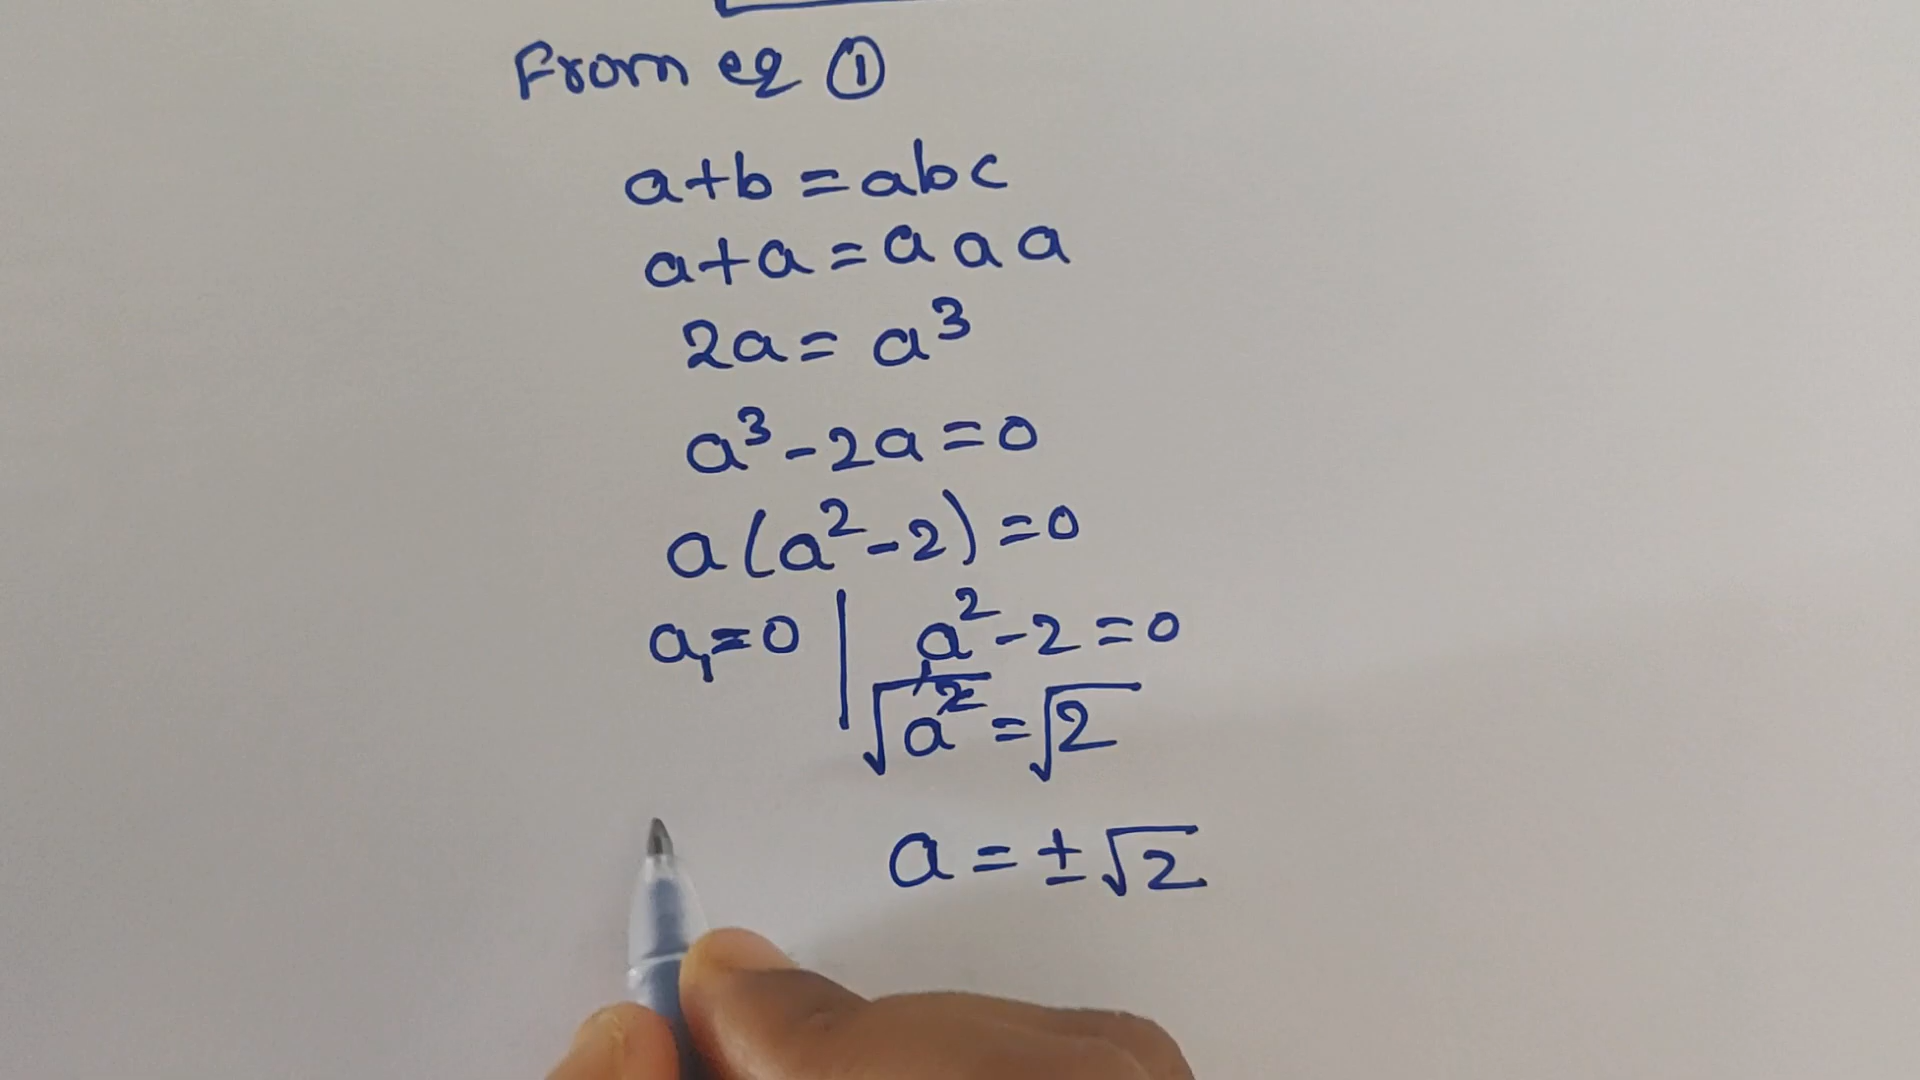 From eq ①
a+b = abc
a+a = a a a
2a = a³
a³-2a=0
a(a²-2)=0
a₁=0 | a²-2=0
√a² = √2
a = ±√2